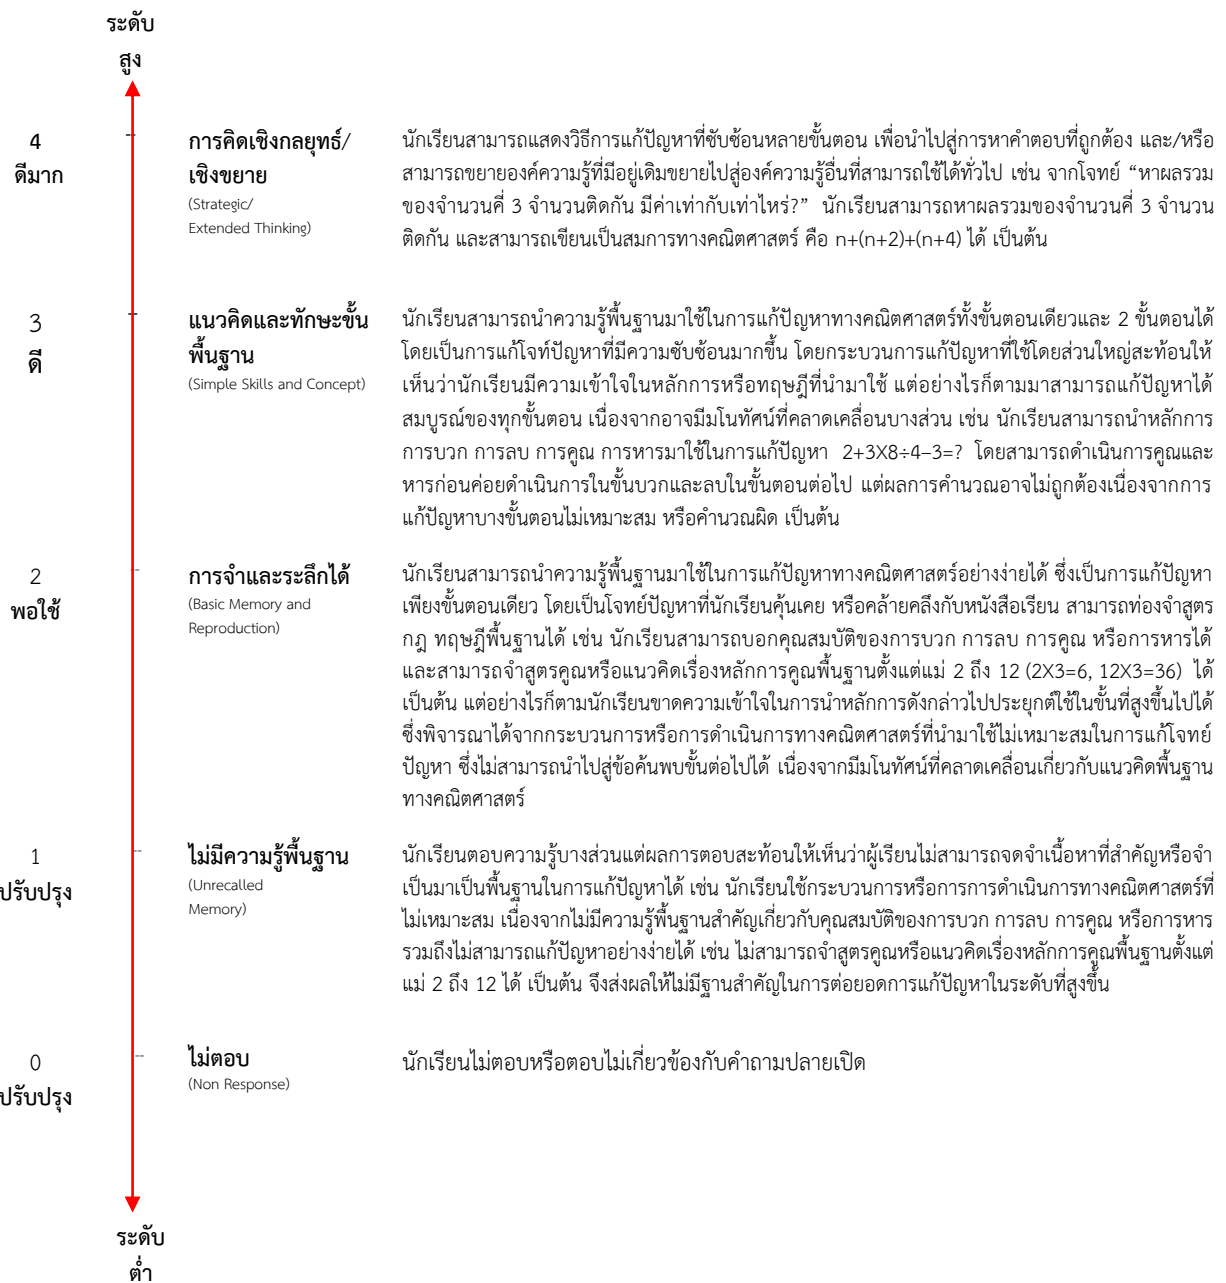 ระดับ
สูง
4
ดีมาก
การคิดเชิงกลยุทธ์/
เชิงขยาย
(Strategic/
Extended Thinking)
นักเรียนสามารถแสดงวิธีการแก้ปัญหาที่ซับซ้อนหลายขั้นตอน เพื่อนำไปสู่การหาคำตอบที่ถูกต้อง และ/หรือ
สามารถขยายองค์ความรู้ที่มีอยู่เดิมขยายไปสู่องค์ความรู้อื่นที่สามารถใช้ได้ทั่วไป เช่น จากโจทย์ “หาผลรวม
ของจำนวนคี่ 3 จำนวนติดกัน มีค่าเท่ากับเท่าไหร่?” นักเรียนสามารถหาผลรวมของจำนวนคี่ 3 จำนวน
ติดกัน และสามารถเขียนเป็นสมการทางคณิตศาสตร์ คือ n+(n+2)+(n+4) ได้ เป็นต้น
3
ดี
แนวคิดและทักษะขั้น
พื้นฐาน
(Simple Skills and Concept)
นักเรียนสามารถนำความรู้พื้นฐานมาใช้ในการแก้ปัญหาทางคณิตศาสตร์ทั้งขั้นตอนเดียวและ 2 ขั้นตอนได้
โดยเป็นการแก้โจท์ปัญหาที่มีความซับซ้อนมากขึ้น โดยกระบวนการแก้ปัญหาที่ใช้โดยส่วนใหญ่สะท้อนให้
เห็นว่านักเรียนมีความเข้าใจในหลักการหรือทฤษฎีที่นำมาใช้ แต่อย่างไรก็ตามมาสามารถแก้ปัญหาได้
สมบูรณ์ของทุกขั้นตอน เนื่องจากอาจมีมโนทัศน์ที่คลาดเคลื่อนบางส่วน เช่น นักเรียนสามารถนำหลักการ
การบวก การลบ การคูณ การหารมาใช้ในการแก้ปัญหา 2+3X8÷4–3=? โดยสามารถดำเนินการคูณและ
หารก่อนค่อยดำเนินการในขั้นบวกและลบในขั้นตอนต่อไป แต่ผลการคำนวณอาจไม่ถูกต้องเนื่องจากการ
แก้ปัญหาบางขั้นตอนไม่เหมาะสม หรือคำนวณผิด เป็นต้น
2
พอใช้
การจำและระลึกได้
(Basic Memory and
Reproduction)
นักเรียนสามารถนำความรู้พื้นฐานมาใช้ในการแก้ปัญหาทางคณิตศาสตร์อย่างง่ายได้ ซึ่งเป็นการแก้ปัญหา
เพียงขั้นตอนเดียว โดยเป็นโจทย์ปัญหาที่นักเรียนคุ้นเคย หรือคล้ายคลึงกับหนังสือเรียน สามารถท่องจำสูตร
กฎ ทฤษฎีพื้นฐานได้ เช่น นักเรียนสามารถบอกคุณสมบัติของการบวก การลบ การคูณ หรือการหารได้
และสามารถจำสูตรคูณหรือแนวคิดเรื่องหลักการคูณพื้นฐานตั้งแต่แม่ 2 ถึง 12 (2X3=6, 12X3=36) ได้
เป็นต้น แต่อย่างไรก็ตามนักเรียนขาดความเข้าใจในการนำหลักการดังกล่าวไปประยุกต์ใช้ในขั้นที่สูงขึ้นไปได้
ซึ่งพิจารณาได้จากกระบวนการหรือการดำเนินการทางคณิตศาสตร์ที่นำมาใช้ไม่เหมาะสมในการแก้โจทย์
ปัญหา ซึ่งไม่สามารถนำไปสู่ข้อค้นพบขั้นต่อไปได้ เนื่องจากมีมโนทัศน์ที่คลาดเคลื่อนเกี่ยวกับแนวคิดพื้นฐาน
ทางคณิตศาสตร์
1
ปรับปรุง
ไม่มีความรู้พื้นฐาน
(Unrecalled
Memory)
นักเรียนตอบความรู้บางส่วนแต่ผลการตอบสะท้อนให้เห็นว่าผู้เรียนไม่สามารถจดจำเนื้อหาที่สำคัญหรือจำ
เป็นมาเป็นพื้นฐานในการแก้ปัญหาได้ เช่น นักเรียนใช้กระบวนการหรือการการดำเนินการทางคณิตศาสตร์ที่
ไม่เหมาะสม เนื่องจากไม่มีความรู้พื้นฐานสำคัญเกี่ยวกับคุณสมบัติของการบวก การลบ การคูณ หรือการหาร
รวมถึงไม่สามารถแก้ปัญหาอย่างง่ายได้ เช่น ไม่สามารถจำสูตรคูณหรือแนวคิดเรื่องหลักการคูณพื้นฐานตั้งแต่
แม่ 2 ถึง 12 ได้ เป็นต้น จึงส่งผลให้ไม่มีฐานสำคัญในการต่อยอดการแก้ปัญหาในระดับที่สูงขึ้น
0
ปรับปรุง
ไม่ตอบ
(Non Response)
นักเรียนไม่ตอบหรือตอบไม่เกี่ยวข้องกับคำถามปลายเปิด
ระดับ
ต่ำ